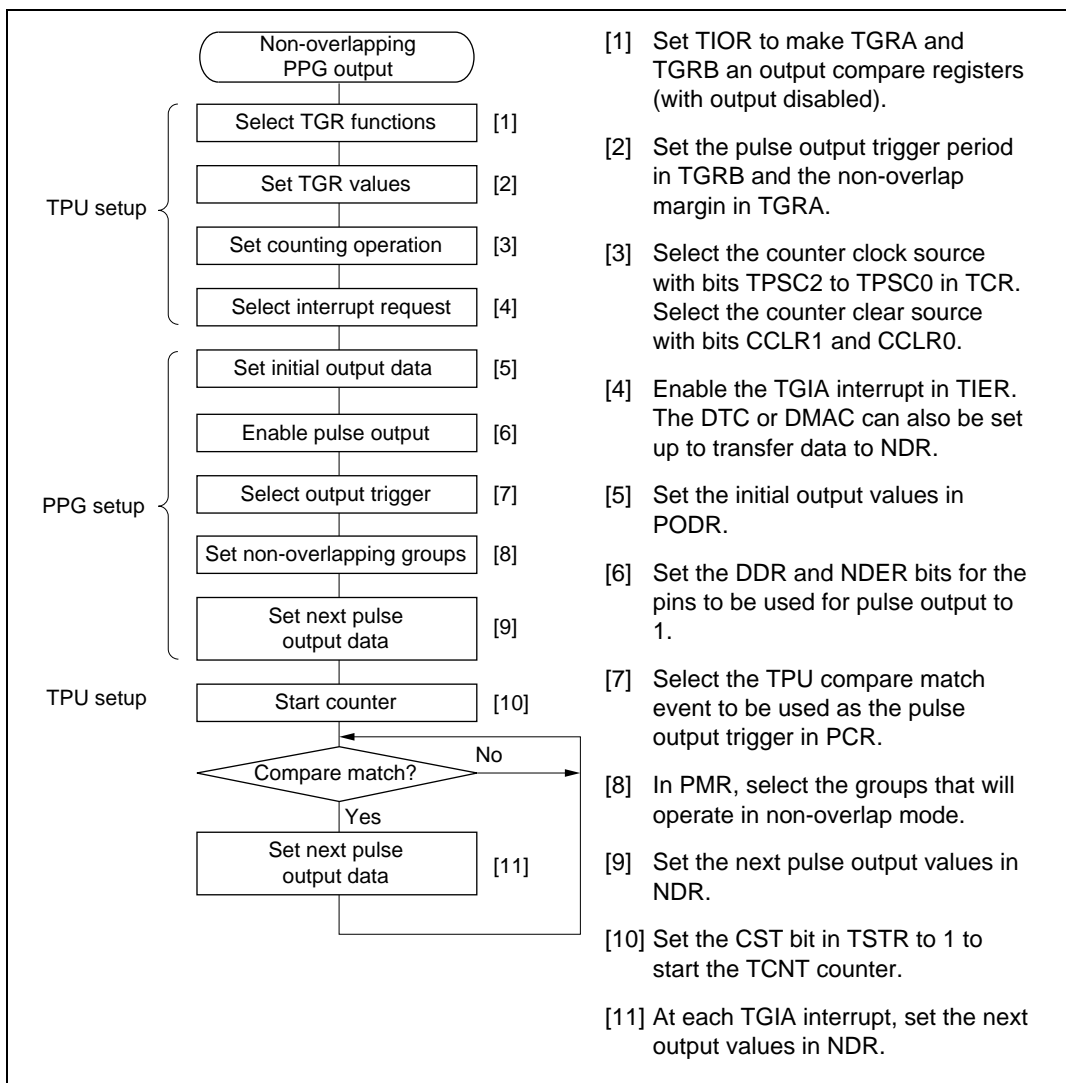 Non-overlapping
PPG output
Select TGR functions
[1]
Set TGR values
[2]
TPU setup
Set counting operation
[3]
Select interrupt request
[4]
Set initial output data
[5]
Enable pulse output
[6]
Select output trigger
[7]
PPG setup
Set non-overlapping groups
[8]
Set next pulse
output data
[9]
TPU setup
Start counter
[10]
No
Compare match?
Yes
Set next pulse
output data
[11]
[1] Set TIOR to make TGRA and
TGRB an output compare registers
(with output disabled).
[2] Set the pulse output trigger period
in TGRB and the non-overlap
margin in TGRA.
[3] Select the counter clock source
with bits TPSC2 to TPSC0 in TCR.
Select the counter clear source
with bits CCLR1 and CCLR0.
[4] Enable the TGIA interrupt in TIER.
The DTC or DMAC can also be set
up to transfer data to NDR.
[5] Set the initial output values in
PODR.
[6] Set the DDR and NDER bits for the
pins to be used for pulse output to
1.
[7] Select the TPU compare match
event to be used as the pulse
output trigger in PCR.
[8] In PMR, select the groups that will
operate in non-overlap mode.
[9] Set the next pulse output values in
NDR.
[10] Set the CST bit in TSTR to 1 to
start the TCNT counter.
[11] At each TGIA interrupt, set the next
output values in NDR.